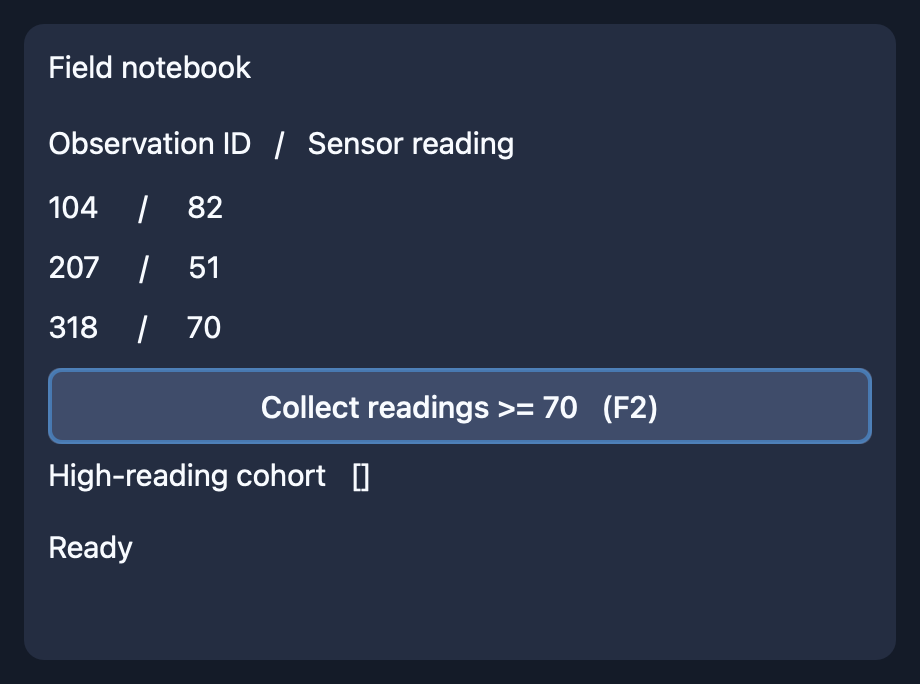 Field notebook
Observation ID / Sensor reading
104 / 82
207 / 51
318 / 70
Collect readings >= 70 (F2)
High-reading cohort []
Ready